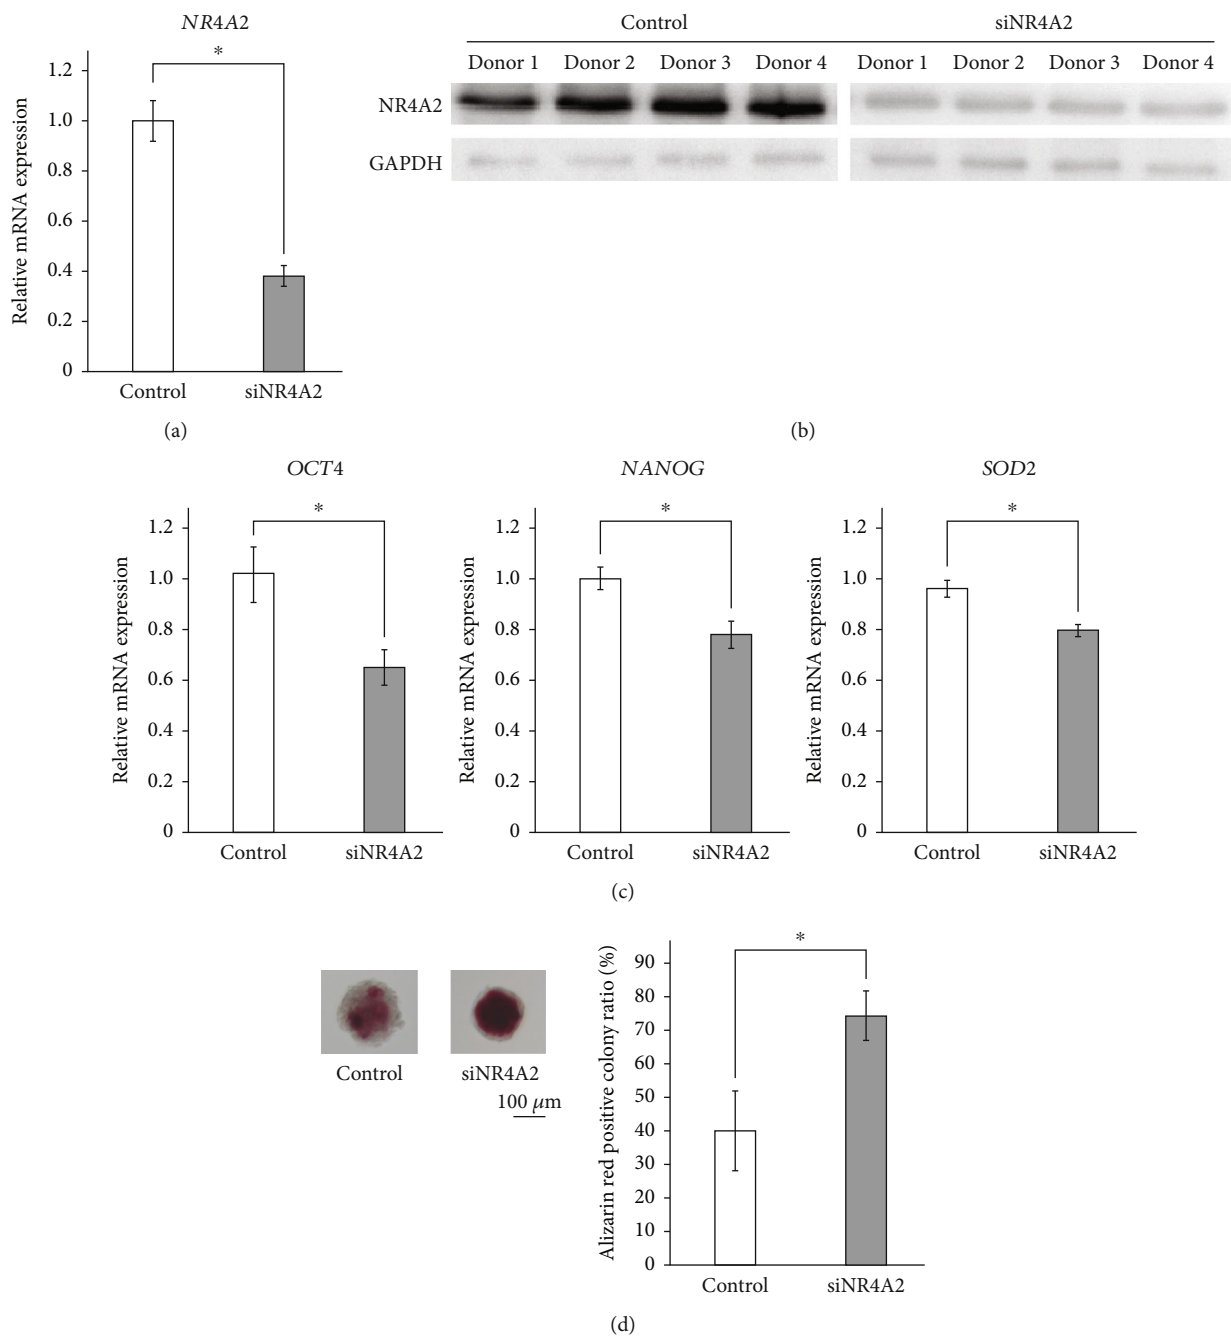 NR4A2
*
Relative mRNA expression
1.2
1.0
0.8
0.6
0.4
0.2
0
Control
siNR4A2
(a)
Control
siNR4A2
Donor 1 Donor 2 Donor 3 Donor 4 Donor 1 Donor 2 Donor 3 Donor 4
NR4A2
GAPDH
(b)
OCT4
*
Relative mRNA expression
1.2
1.0
0.8
0.6
0.4
0.2
0
Control
siNR4A2
NANOG
*
Relative mRNA expression
1.2
1.0
0.8
0.6
0.4
0.2
0
Control
siNR4A2
SOD2
*
Relative mRNA expression
1.2
1.0
0.8
0.6
0.4
0.2
0
Control
siNR4A2
(c)
Control
siNR4A2
100 μm
*
Alizarin red positive colony ratio (%)
90
80
70
60
50
40
30
20
10
0
Control
siNR4A2
(d)